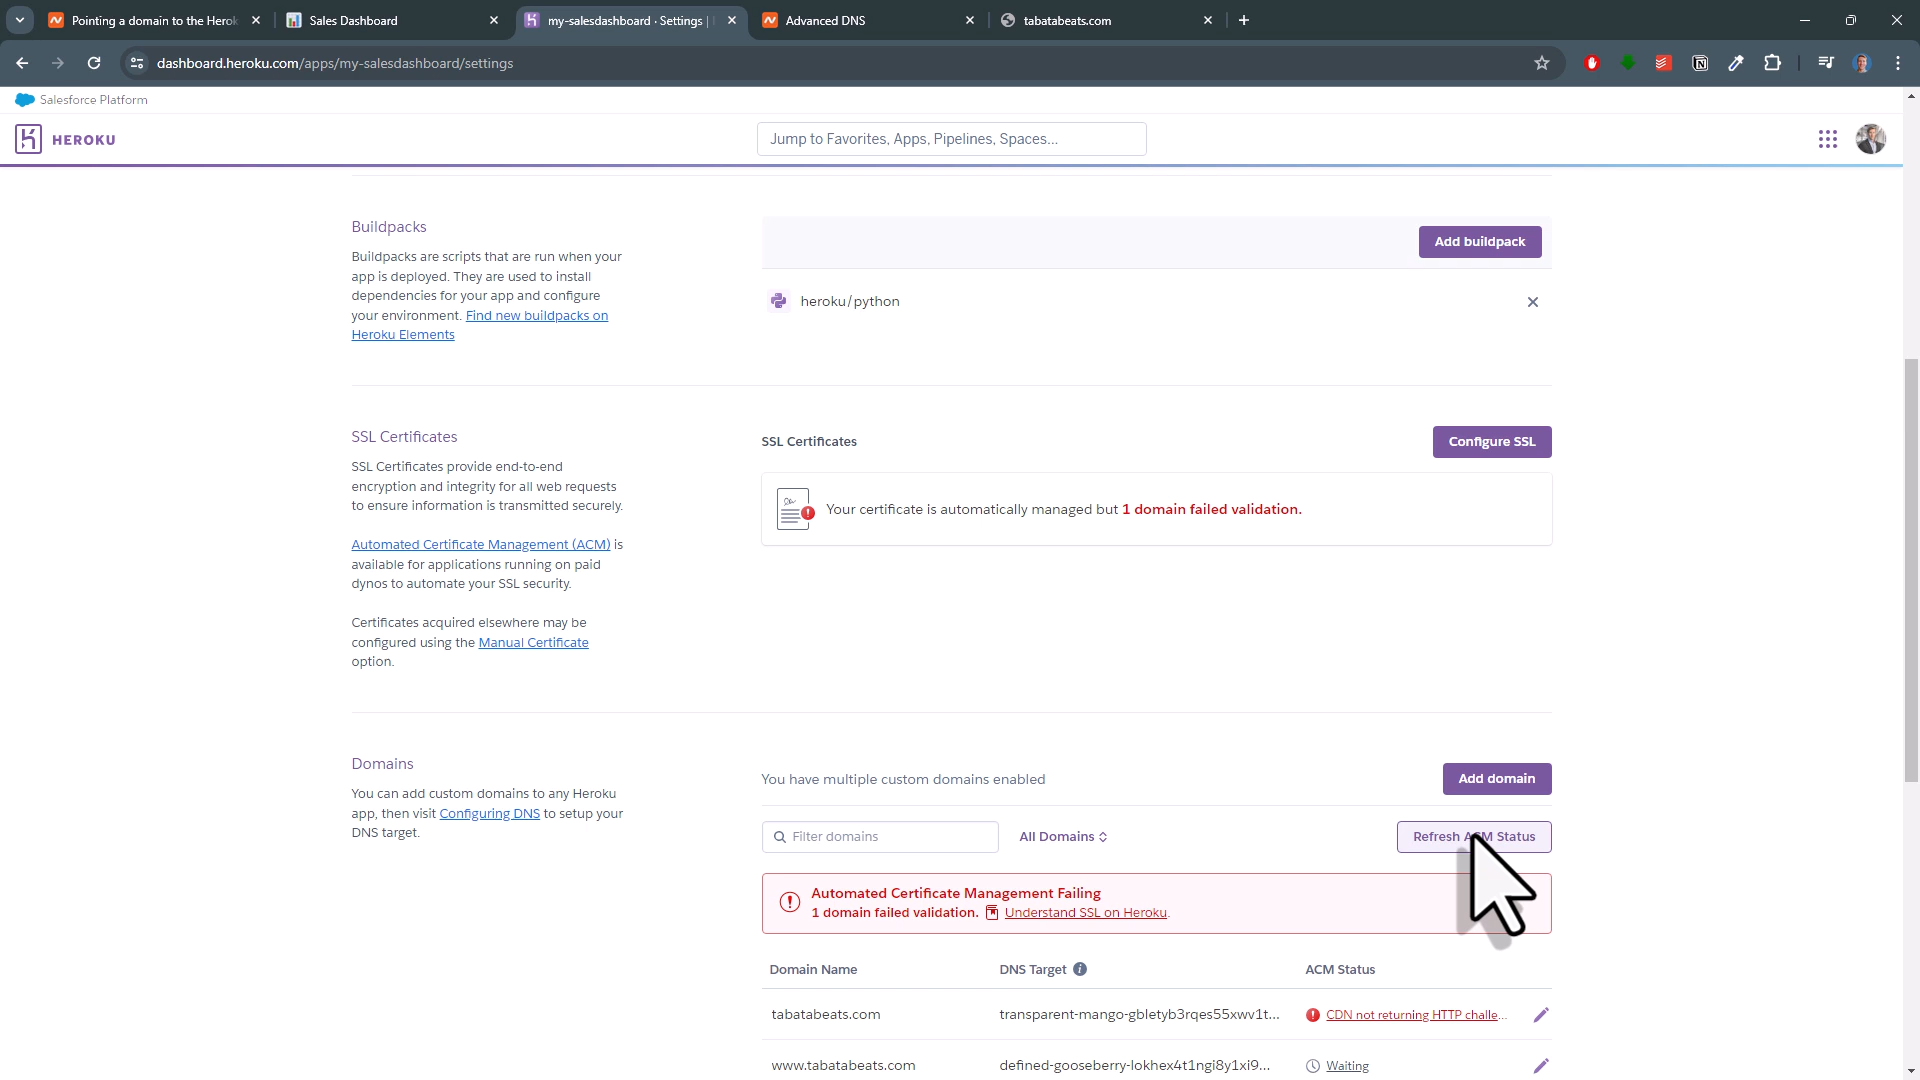 Pointing a domain to the Herok
Sales Dashboard
my-salesdashboard · Settings |
Advanced DNS
tabatabeats.com
dashboard.heroku.com/apps/my-salesdashboard/settings
Salesforce Platform
HEROKU
Jump to Favorites, Apps, Pipelines, Spaces...
Buildpacks
Buildpacks are scripts that are run when your
app is deployed. They are used to install
dependencies for your app and configure
your environment. Find new buildpacks on
Heroku Elements
Add buildpack
heroku/python
SSL Certificates
SSL Certificates provide end-to-end
encryption and integrity for all web requests
to ensure information is transmitted securely.
Automated Certificate Management (ACM) is
available for applications running on paid
dynos to automate your SSL security.
Certificates acquired elsewhere may be
configured using the Manual Certificate
option.
SSL Certificates
Configure SSL
Your certificate is automatically managed but 1 domain failed validation.
Domains
You can add custom domains to any Heroku
app, then visit Configuring DNS to setup your
DNS target.
You have multiple custom domains enabled
Add domain
Filter domains
All Domains
Refresh ACM Status
Automated Certificate Management Failing
1 domain failed validation. Understand SSL on Heroku.
Domain Name DNS Target ACM Status
tabatabeats.com transparent-mango-gbletyb3rqes55xwv1t... CDN not returning HTTP challe...
www.tabatabeats.com defined-gooseberry-lokhex4t1ngi8y1xi9... Waiting